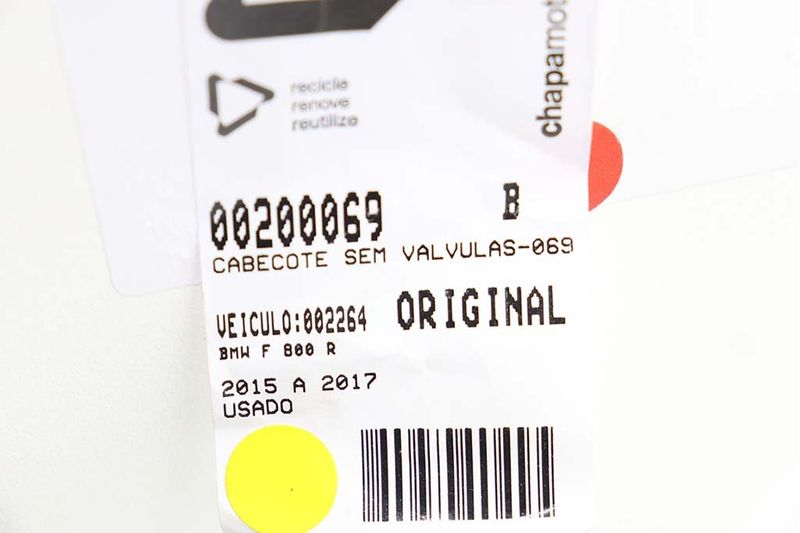 chapamot
recicle
renove
reutilize
00200069 B
CABECOTE SEM VALVULAS-069
VEICULO:002264 ORIGINAL
BMW F 800 R
2015 A 2017
USADO